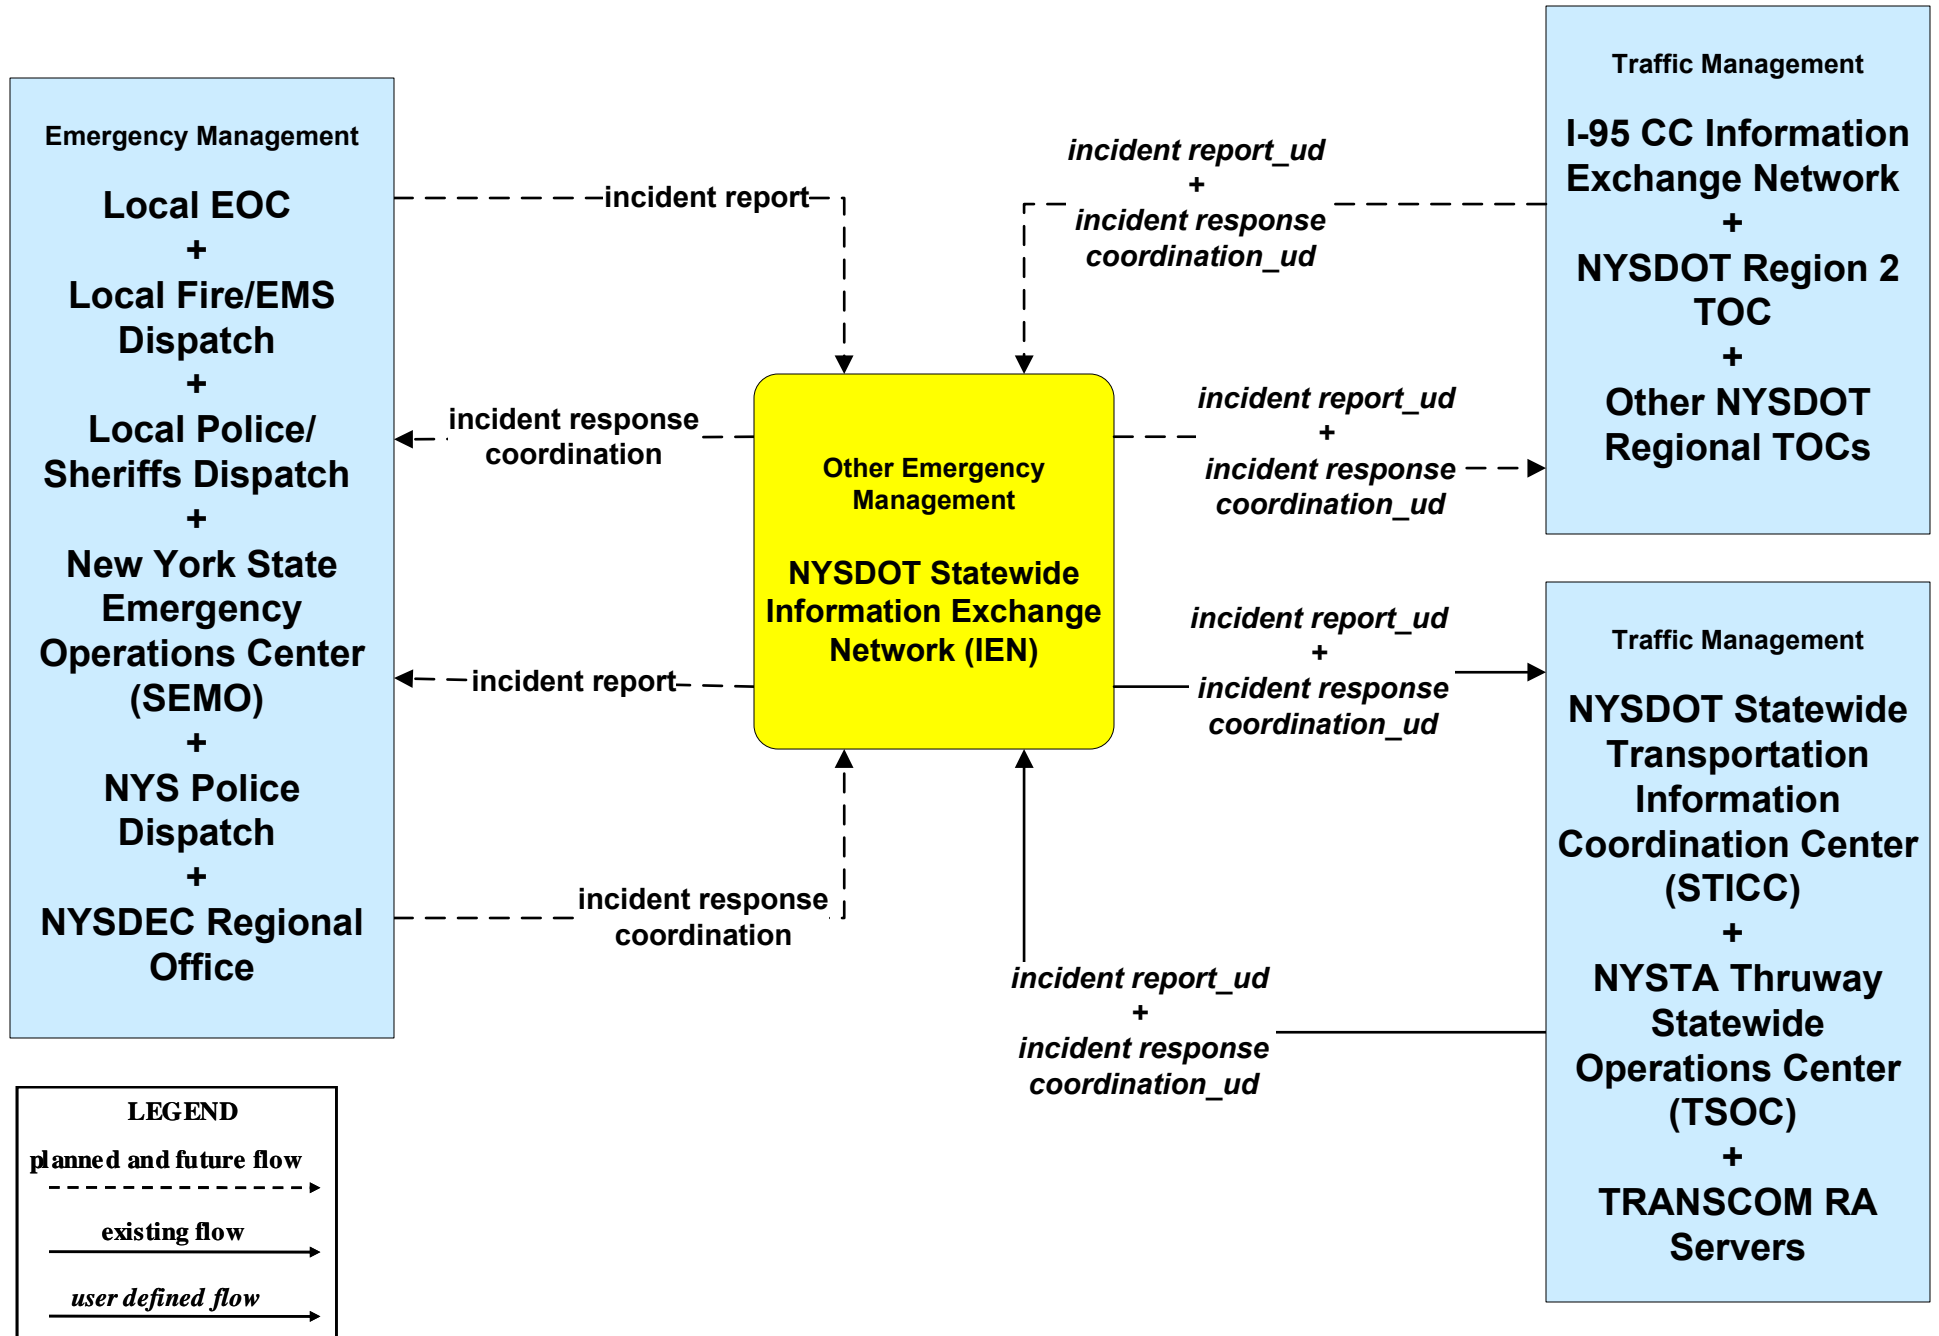 Emergency Management
Local EOC
+
Local Fire/EMS
Dispatch
+
Local Police/
Sheriffs Dispatch
+
New York State
Emergency
Operations Center
(SEMO)
+
NYS Police
Dispatch
+
NYSDEC Regional
Office
incident report
incident response
coordination
incident report
incident response
coordination
Other Emergency
Management
NYSDOT Statewide
Information Exchange
Network (IEN)
incident report_ud
+
incident response
coordination_ud
incident report_ud
+
incident response
coordination_ud
incident report_ud
+
incident response
coordination_ud
incident report_ud
+
incident response
coordination_ud
Traffic Management
I-95 CC Information
Exchange Network
+
NYSDOT Region 2
TOC
+
Other NYSDOT
Regional TOCs
Traffic Management
NYSDOT Statewide
Transportation
Information
Coordination Center
(STICC)
+
NYSTA Thruway
Statewide
Operations Center
(TSOC)
+
TRANSCOM RA
Servers
LEGEND
planned and future flow
existing flow
user defined flow